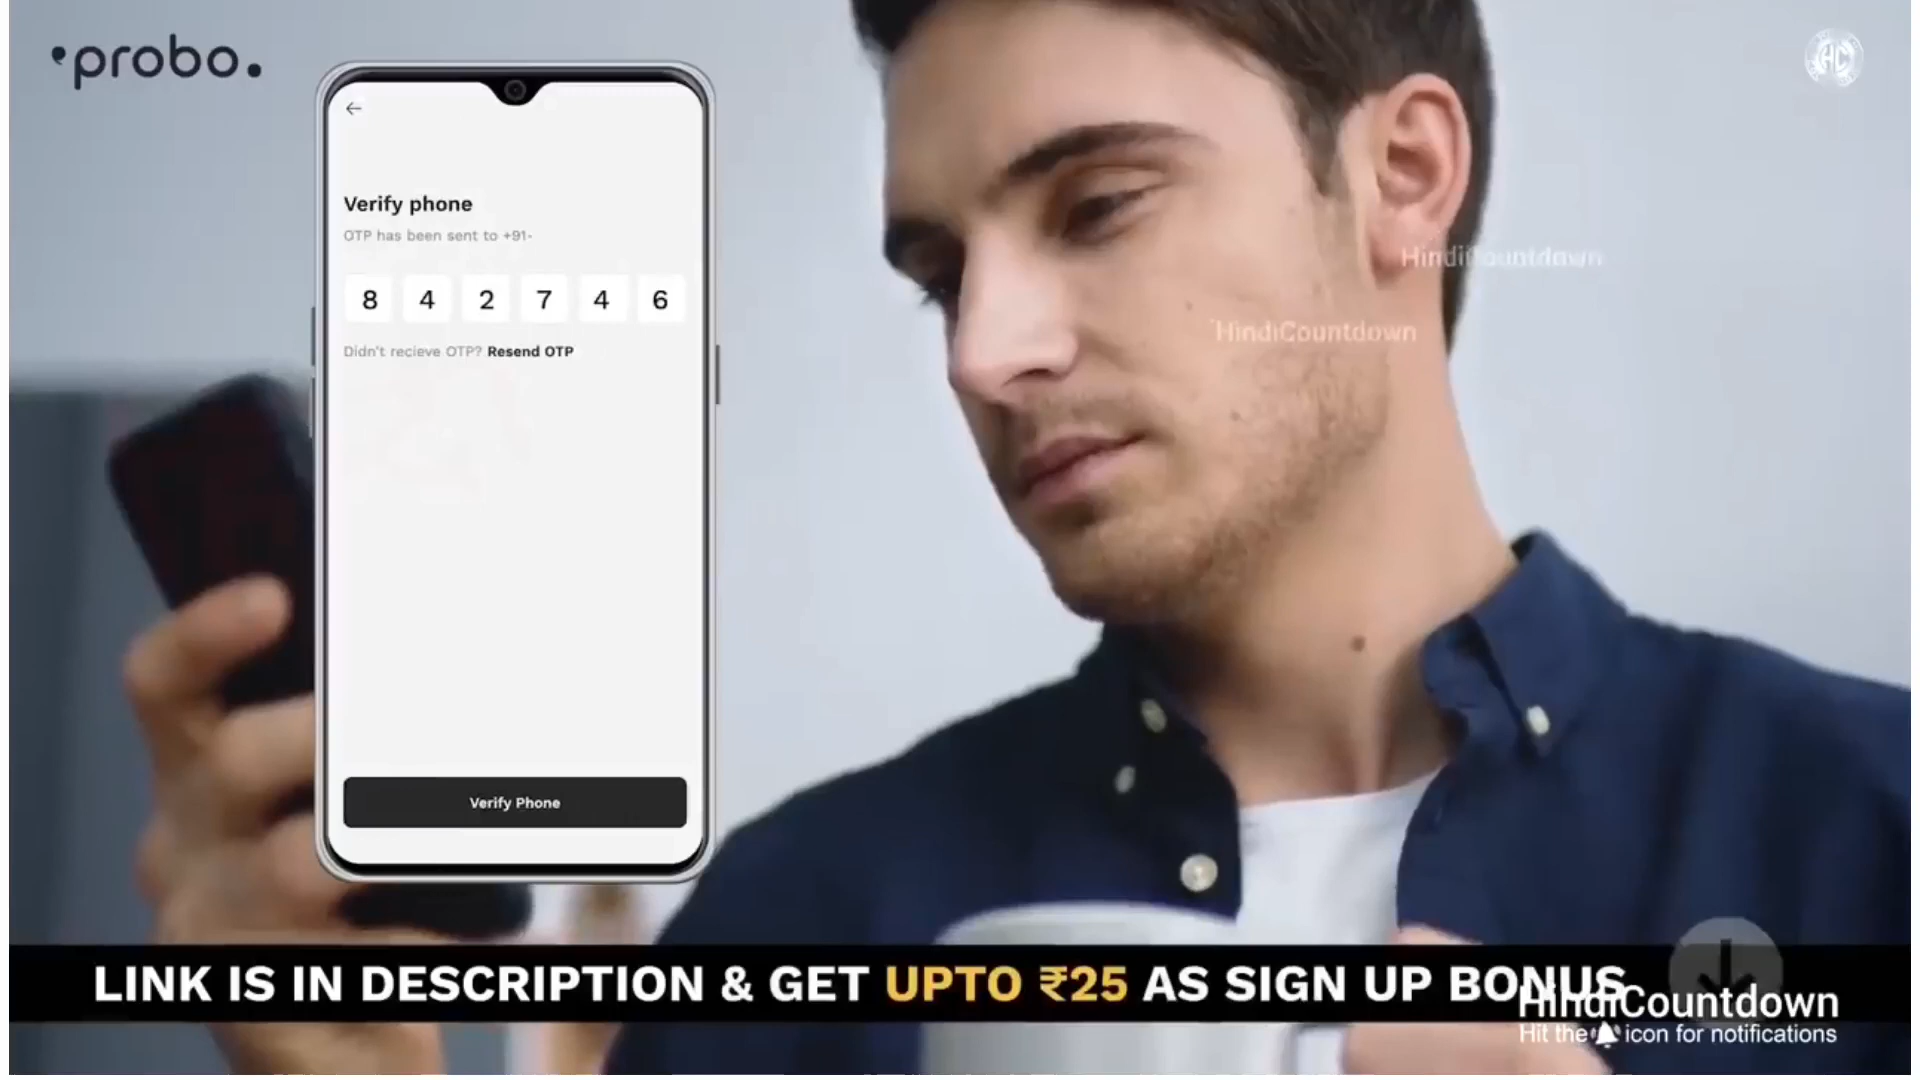 probo.
Verify phone
OTP has been sent to +91-
8 4 2 7 4 6
Didn't recieve OTP? Resend OTP
Verify Phone
HC
HindiCountdown
HindiCountdown
LINK IS IN DESCRIPTION & GET UPTO ₹25 AS SIGN UP BONUS
HindiCountdown
Hit the icon for notifications